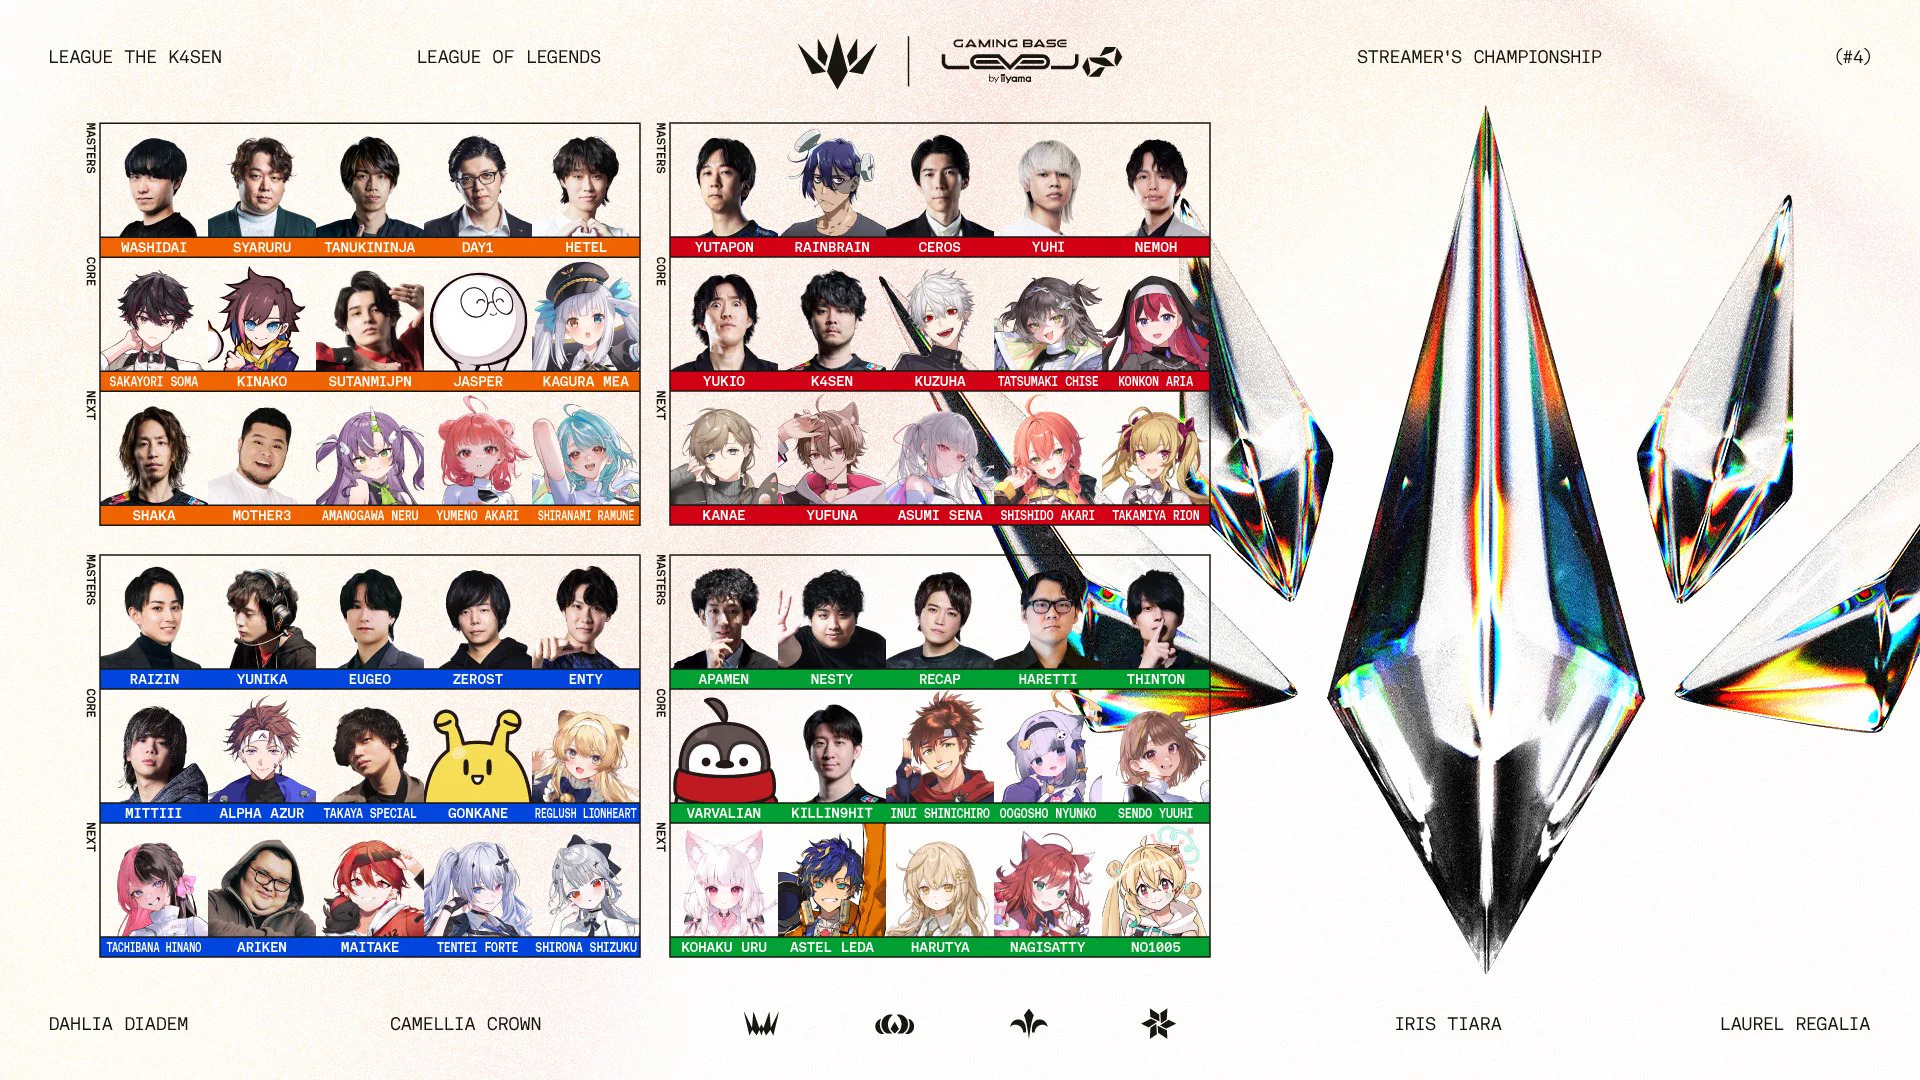 LEAGUE THE K4SEN
LEAGUE OF LEGENDS
GAMING BASE
LEVEL
by iiyama
STREAMER'S CHAMPIONSHIP
(#4)
MASTERS
WASHIDAI SYARURU TANUKININJA DAY1 HETEL
CORE
SAKAYORI SOMA KINAKO SUTANMIJPN JASPER KAGURA MEA
NEXT
SHAKA MOTHER3 AMANOGAWA NERU YUMENO AKARI SHIRANAMI RAMUNE
MASTERS
YUTAPON RAINBRAIN CEROS YUHI NEMOH
CORE
YUKIO K4SEN KUZUHA TATSUMAKI CHISE KONKON ARIA
NEXT
KANAE YUFUNA ASUMI SENA SHISHIDO AKARI TAKAMIYA RION
MASTERS
RAIZIN YUNIKA EUGEO ZEROST ENTY
CORE
MITTIII ALPHA AZUR TAKAYA SPECIAL GONKANE REGLUSH LIONHEART
NEXT
TACHIBANA HINANO ARIKEN MAITAKE TENTEI FORTE SHIRONA SHIZUKU
MASTERS
APAMEN NESTY RECAP HARETTI THINTON
CORE
VARVALIAN KILLIN9HIT INUI SHINICHIRO OOGOSHO NYUNKO SENDO YUUHI
NEXT
KOHAKU URU ASTEL LEDA HARUTYA NAGISATTY NO1005
DAHLIA DIADEM
CAMELLIA CROWN
IRIS TIARA
LAUREL REGALIA